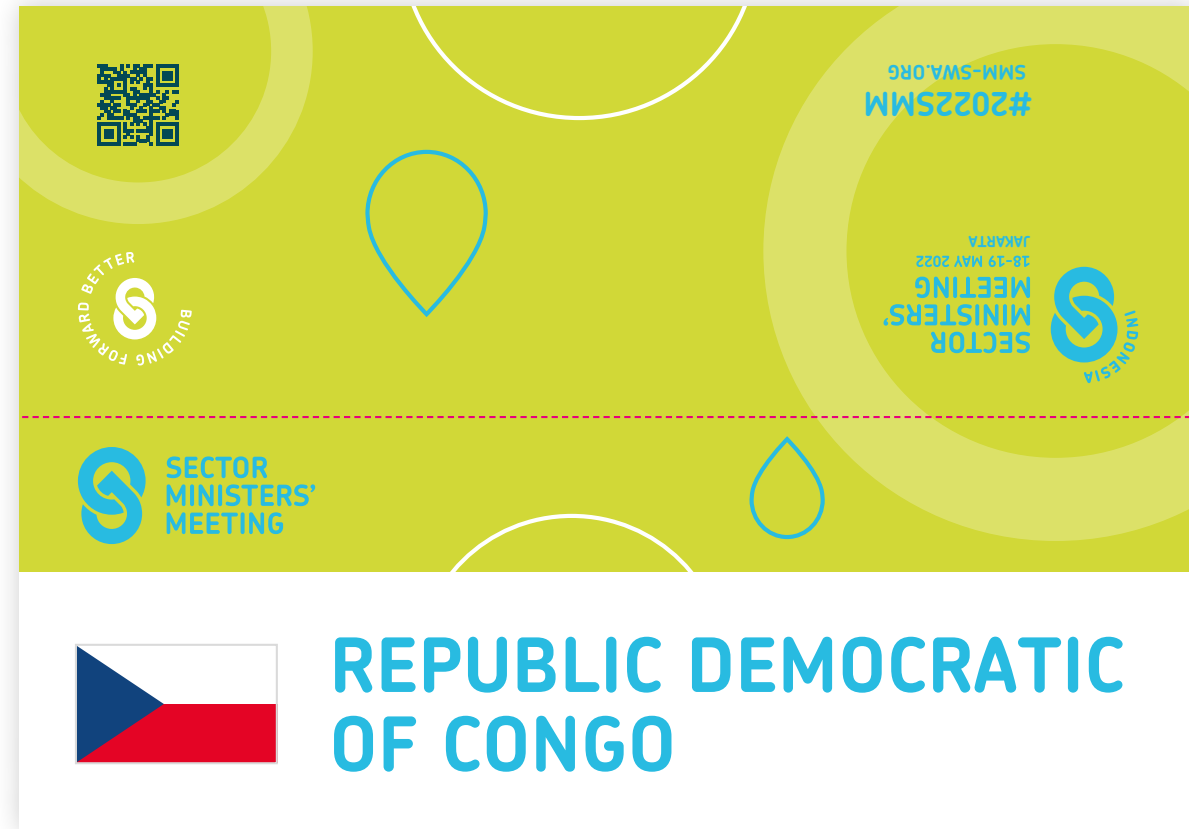 SMM-SWA.ORG
#2022SMM
BUILDING FORWARD BETTER
SECTOR
MINISTERS'
MEETING
18-19 MAY 2022
JAKARTA
INDONESIA
SECTOR
MINISTERS'
MEETING
REPUBLIC DEMOCRATIC
OF CONGO